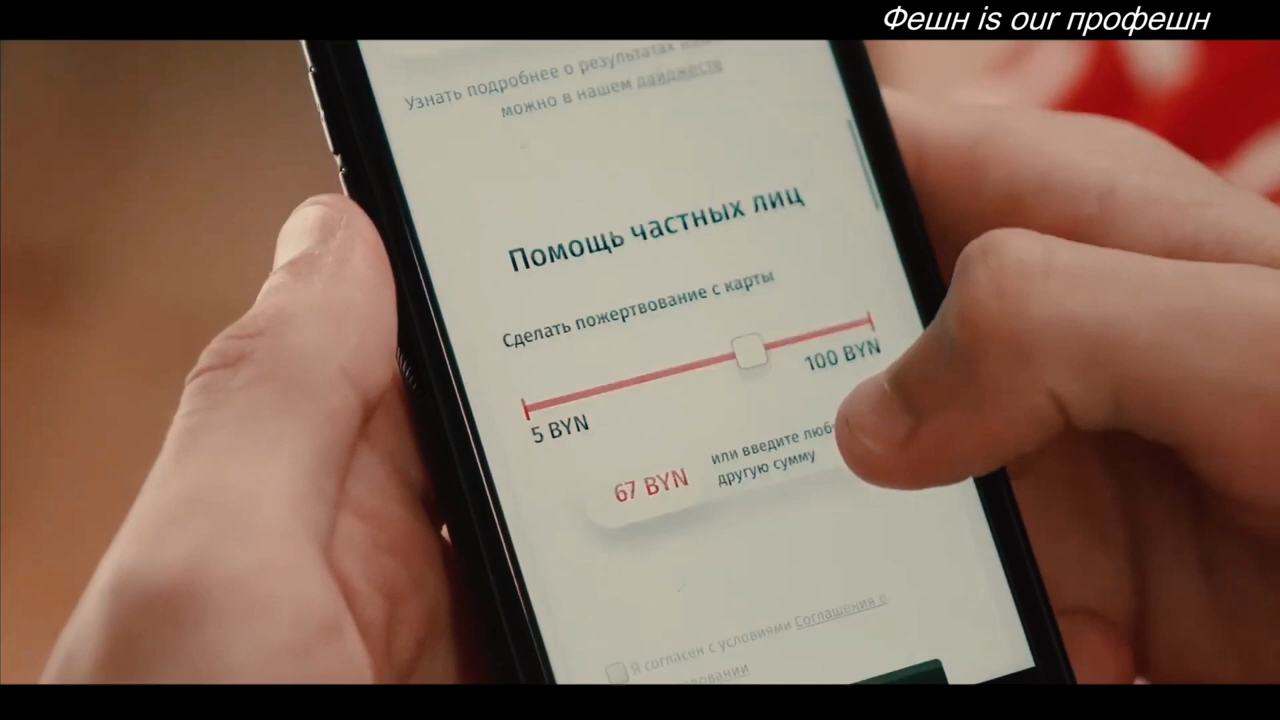 Фешн is our профешн
Узнать подробнее о результатах
можно в нашем дайджесте
Помощь частных лиц
Сделать пожертвование с карты
100 BYN
5 BYN
или введите
67 BYN
другую сумму
Я согласен с условиями Соглашения о